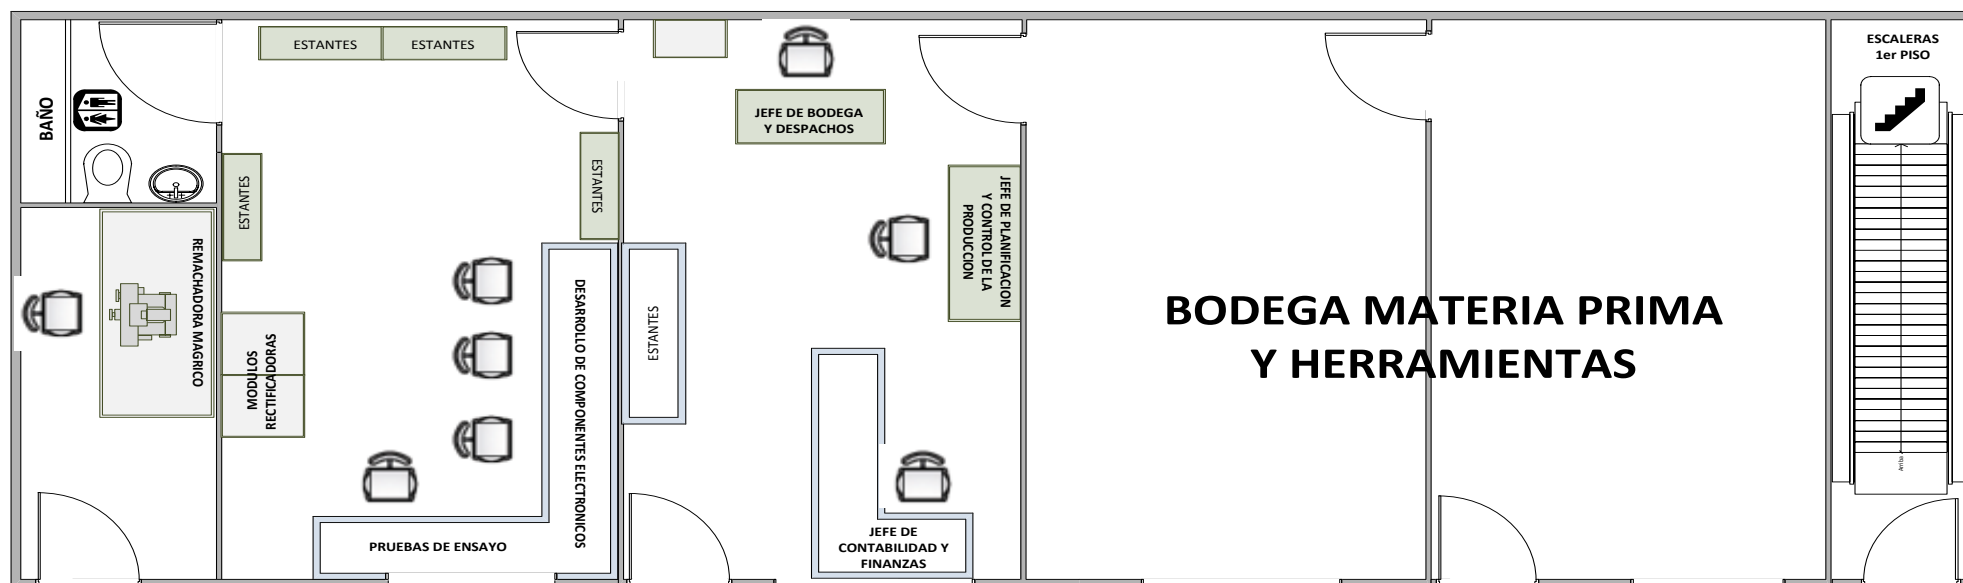 BAÑO
ESTANTES
ESTANTES
ESTANTES
ESTANTES
REMACHADORA MAGRICO
MODULOS
RECTIFICADORAS
DESARROLLO DE COMPONENTES ELECTRONICOS
PRUEBAS DE ENSAYO
ESTANTES
JEFE DE BODEGA
Y DESPACHOS
JEFE DE PLANIFICACION
Y CONTROL DE LA
PRODUCCION
JEFE DE
CONTABILIDAD Y
FINANZAS
BODEGA MATERIA PRIMA
Y HERRAMIENTAS
ESCALERAS
1er PISO
Arriba